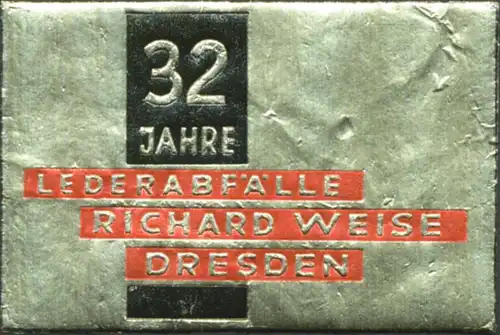 32
JAHRE
LEDERABFÄLLE
RICHARD WEISE
DRESDEN